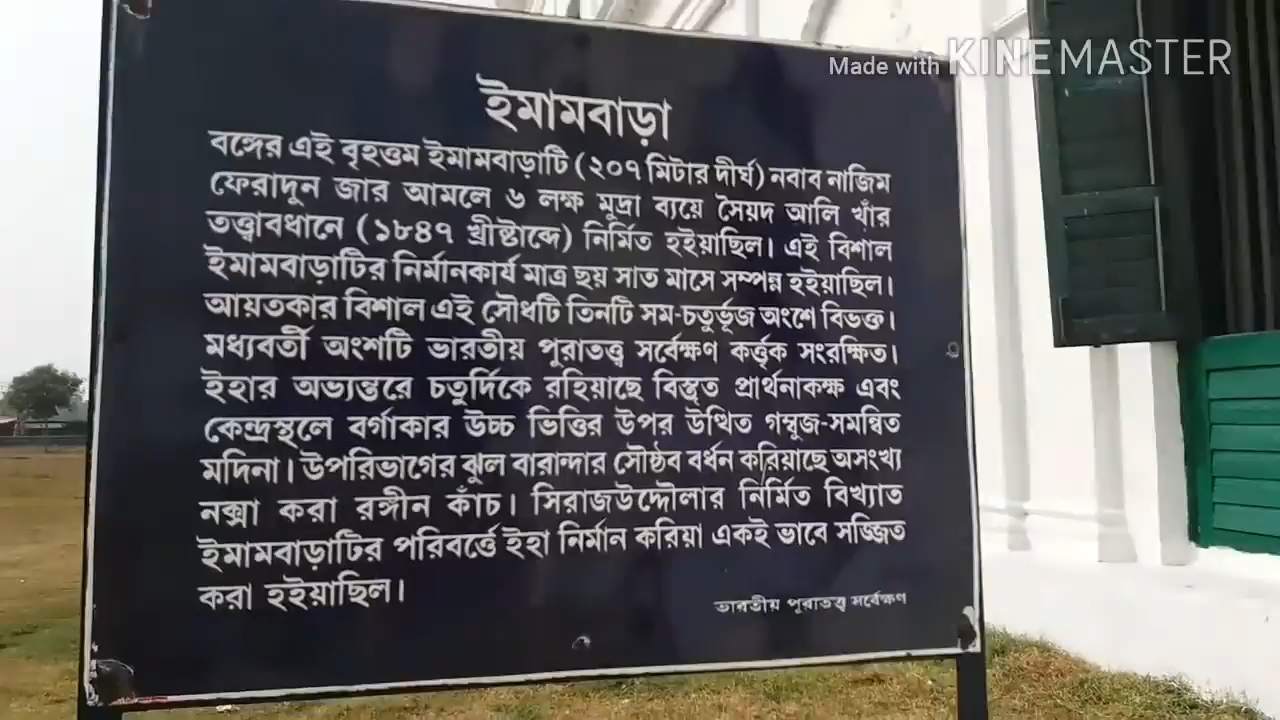 Made with KINEMASTER
ইমামবাড়া
বঙ্গের এই বৃহত্তম ইমামবাড়াটি (২০৭ মিটার দীর্ঘ) নবাব নাজিম
ফেরাদুন জার আমলে ৬ লক্ষ মুদ্রা ব্যয়ে সৈয়দ আলি খাঁর
তত্ত্বাবধানে (১৮৪৭ খ্রীষ্টাব্দে) নির্মিত হইয়াছিল। এই বিশাল
ইমামবাড়াটির নির্মানকার্য মাত্র ছয় সাত মাসে সম্পন্ন হইয়াছিল।
আয়তকার বিশাল এই সৌধটি তিনটি সম-চতুর্ভূজ অংশে বিভক্ত।
মধ্যবর্তী অংশটি ভারতীয় পুরাতত্ত্ব সর্বেক্ষণ কর্ত্তৃক সংরক্ষিত।
ইহার অভ্যন্তরে চতুর্দিকে রহিয়াছে বিস্তৃত প্রার্থনাকক্ষ এবং
কেন্দ্রস্থলে বর্গাকার উচ্চ ভিত্তির উপর উত্থিত গম্বুজ-সমন্বিত
মদিনা। উপরিভাগের ঝুল বারান্দার সৌষ্ঠব বর্ধন করিয়াছে অসংখ্য
নক্সা করা রঙ্গীন কাঁচ। সিরাজউদ্দৌলার নির্মিত বিখ্যাত
ইমামবাড়াটির পরিবর্ত্তে ইহা নির্মান করিয়া একই ভাবে সজ্জিত
করা হইয়াছিল।
ভারতীয় পুরাতত্ত্ব সর্বেক্ষণ